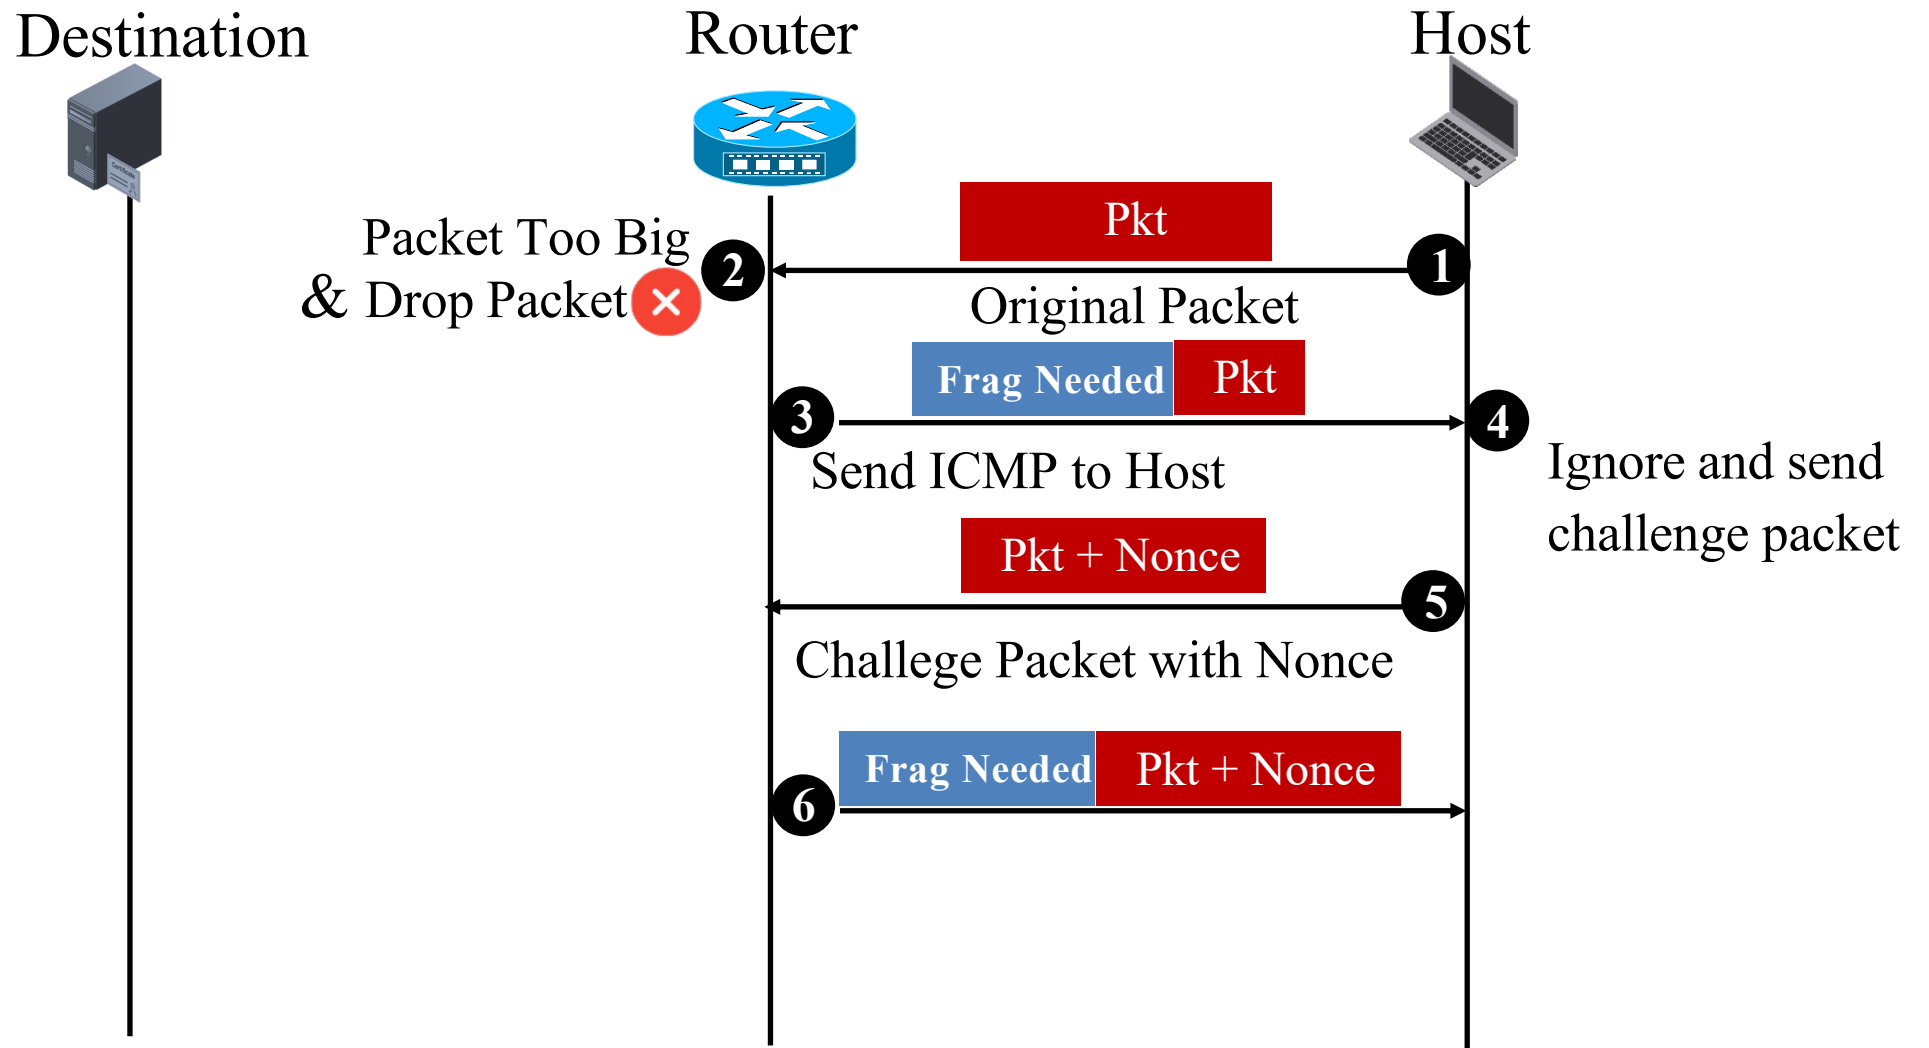 Destination
Router
Host
Certificate
Pkt
Packet Too Big
2
1
& Drop Packet
Original Packet
Frag Needed
Pkt
3
4
Send ICMP to Host
Ignore and send
challenge packet
Pkt + Nonce
5
Challege Packet with Nonce
Frag Needed
Pkt + Nonce
6